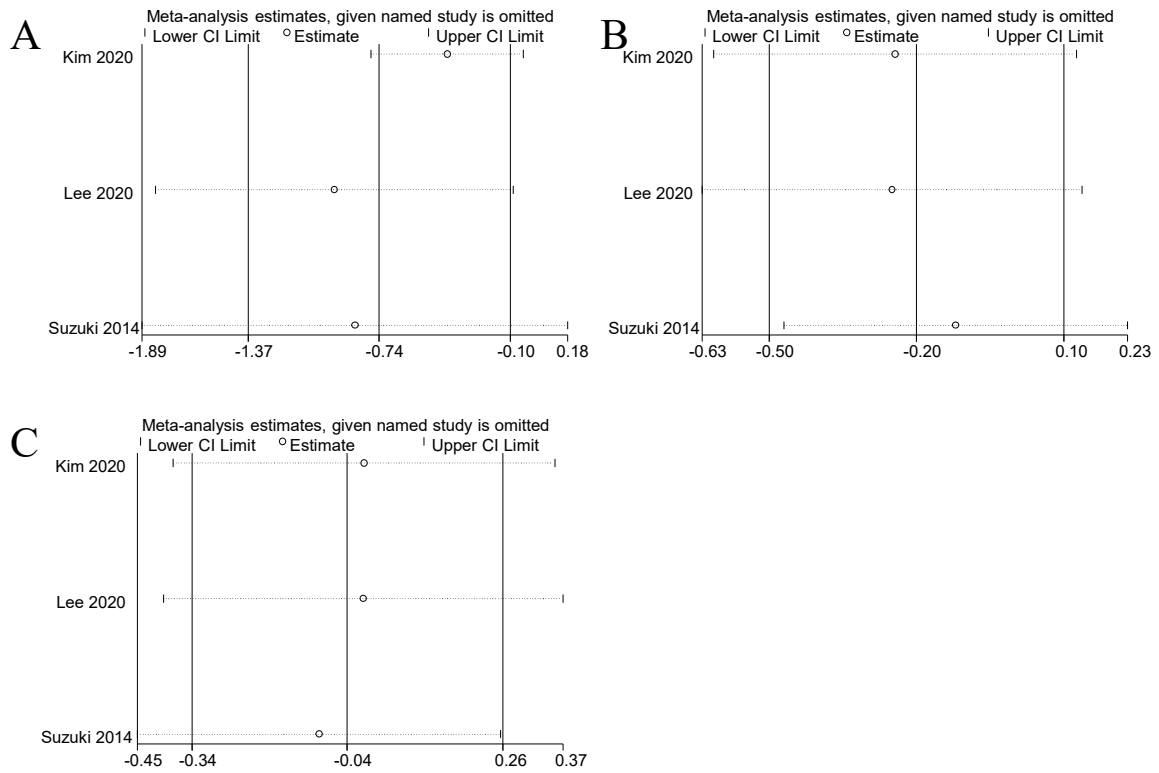 A
Meta-analysis estimates, given named study is omitted
Lower CI Limit Estimate Upper CI Limit
Kim 2020
Lee 2020
Suzuki 2014
-1.89 -1.37 -0.74 -0.10 0.18
B
Meta-analysis estimates, given named study is omitted
Lower CI Limit Estimate Upper CI Limit
Kim 2020
Lee 2020
Suzuki 2014
-0.63 -0.50 -0.20 0.10 0.23
C
Meta-analysis estimates, given named study is omitted
Lower CI Limit Estimate Upper CI Limit
Kim 2020
Lee 2020
Suzuki 2014
-0.45 -0.34 -0.04 0.26 0.37